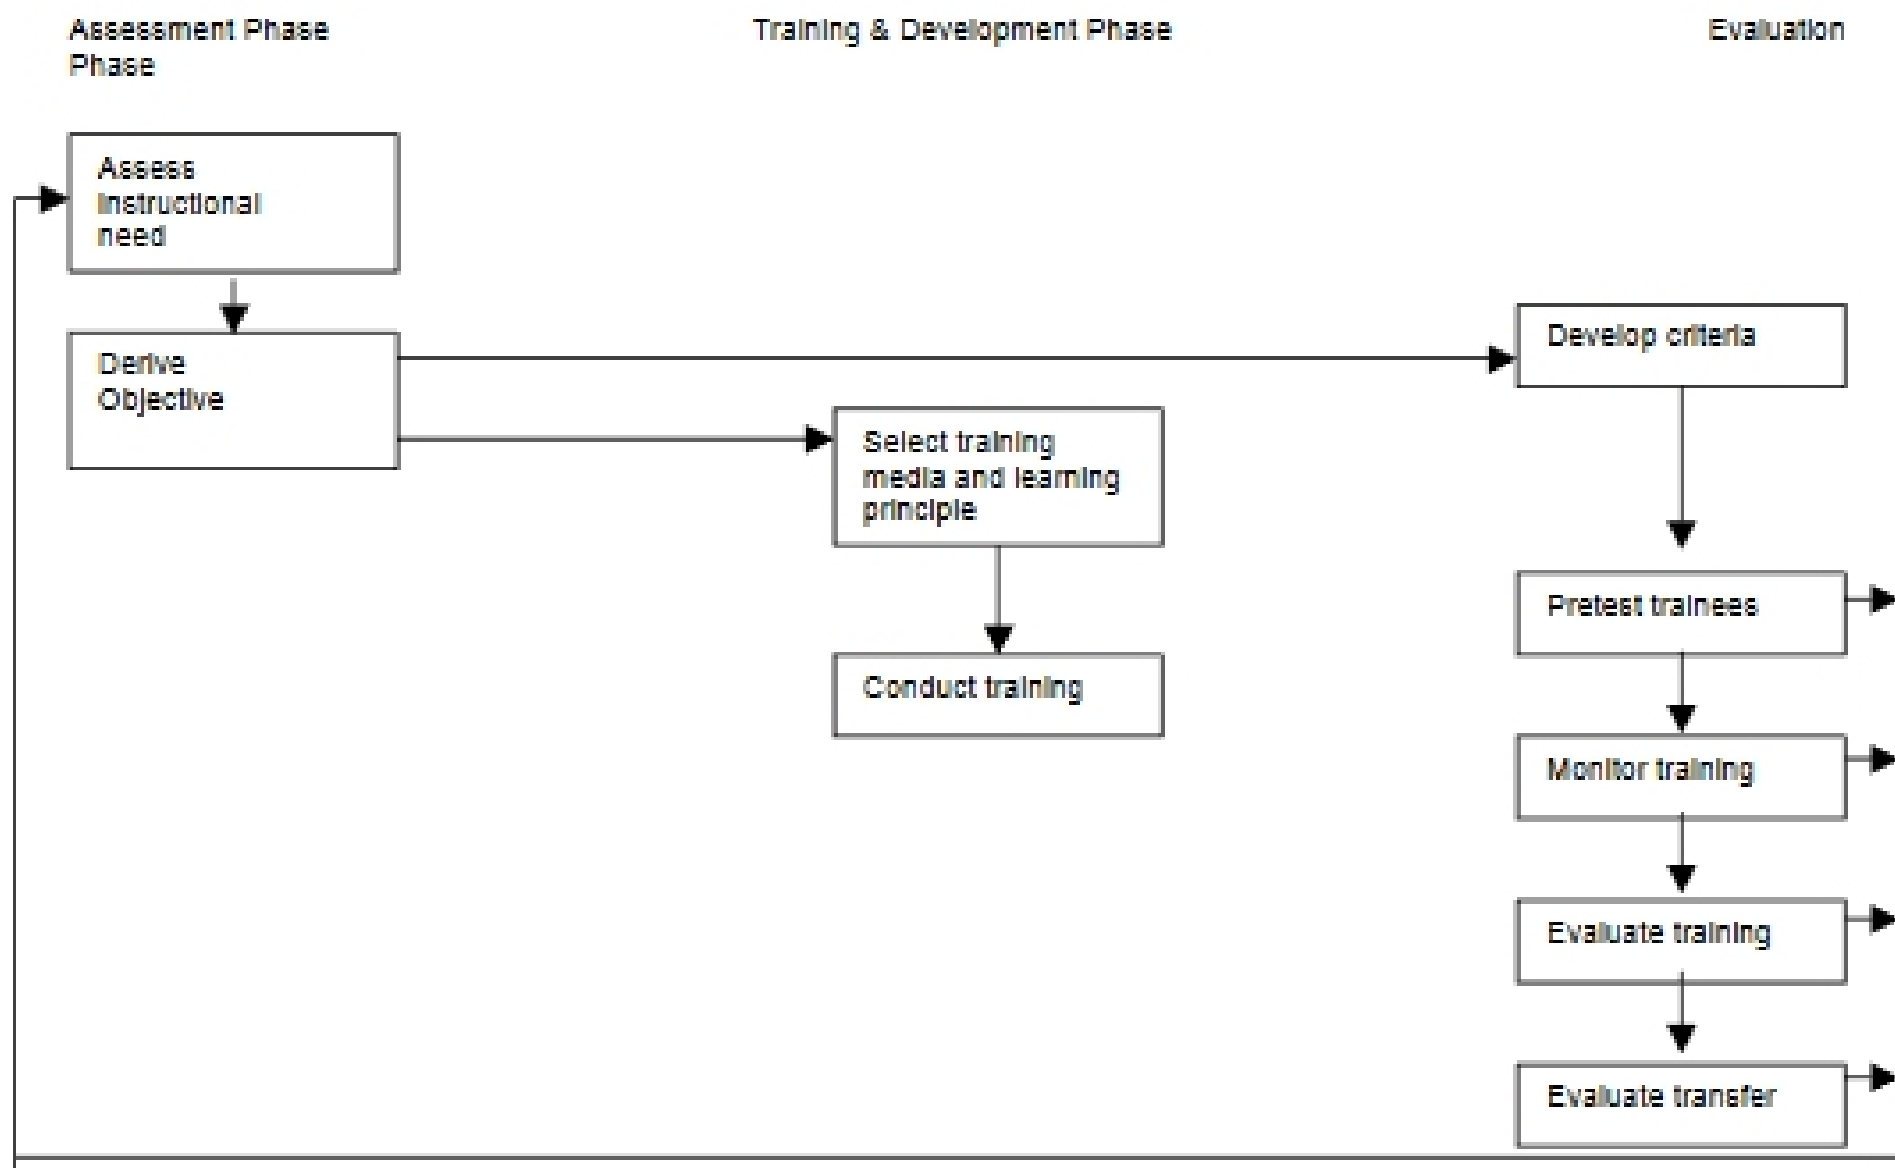 Assessment Phase
Training & Development Phase
Evaluation
Phase
Assess
instructional
need
Derive
Objective
Develop criteria
Select training
media and learning
principle
Pretest trainees
Conduct training
Monitor training
Evaluate training
Evaluate transfer